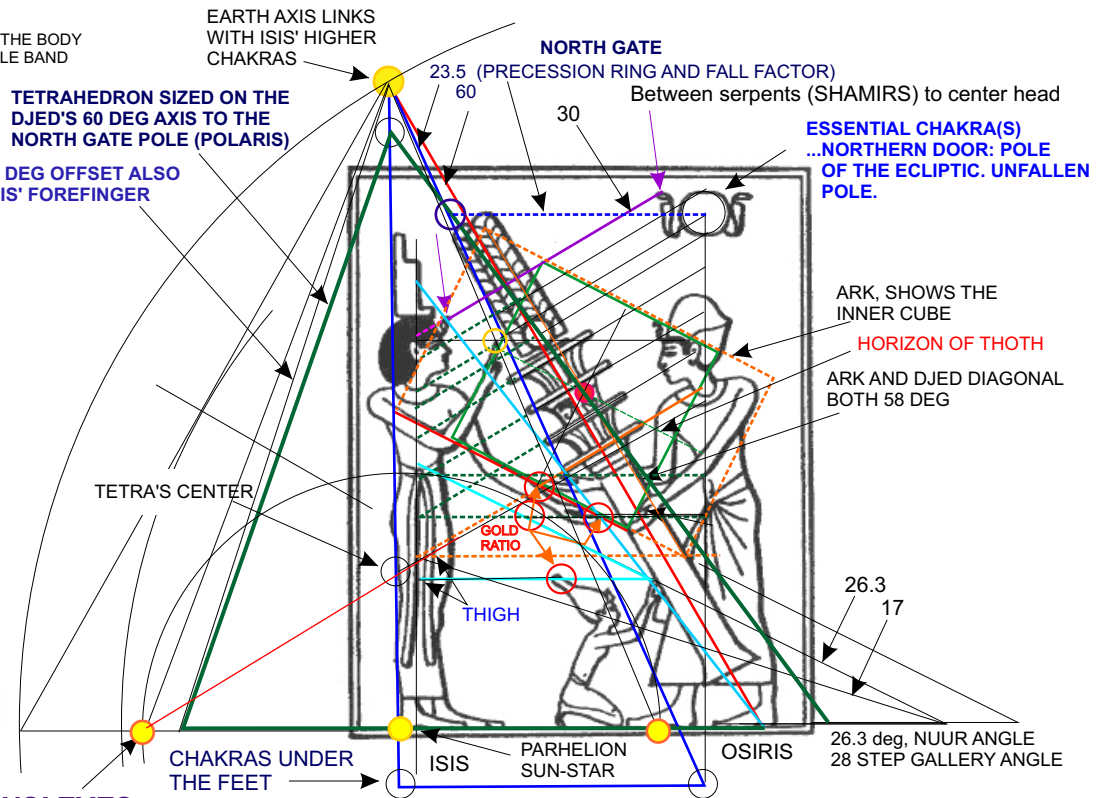 EARTH AXIS LINKS
WITH ISIS' HIGHER
CHAKRAS
THE BODY
LE BAND
NORTH GATE
23.5 (PRECESSION RING AND FALL FACTOR)
60
30
Between serpents (SHAMIRS) to center head
TETRAHEDRON SIZED ON THE
DJED'S 60 DEG AXIS TO THE
NORTH GATE POLE (POLARIS)
DEG OFFSET ALSO
IS' FOREFINGER
ESSENTIAL CHAKRA(S)
...NORTHERN DOOR: POLE
OF THE ECLIPTIC. UNFALLEN
POLE.
ARK, SHOWS THE
INNER CUBE
HORIZON OF THOTH
ARK AND DJED DIAGONAL
BOTH 58 DEG
TETRA'S CENTER
GOLD
RATIO
THIGH
26.3
17
26.3 deg, NUUR ANGLE
28 STEP GALLERY ANGLE
CHAKRAS UNDER
THE FEET
ISIS
PARHELION
SUN-STAR
OSIRIS